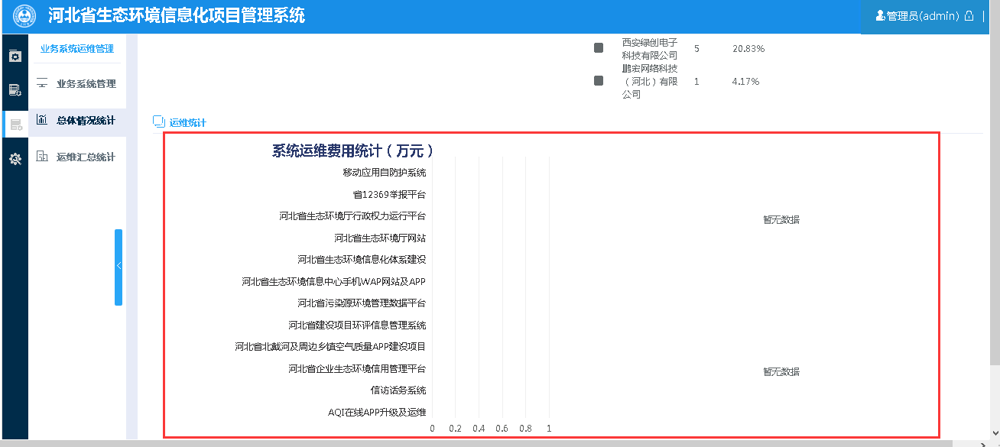 河北省生态环境信息化项目管理系统
管理员(admin)
业务系统运维管理
业务系统管理
总体情况统计
运维汇总统计
西安绿创电子
科技有限公司
5
20.83%
鹏宏网络科技
（河北）有限
公司
1
4.17%
运维统计
系统运维费用统计（万元）
移动应用自防护系统
省12369举报平台
河北省生态环境厅行政权力运行平台
河北省生态环境厅网站
河北省生态环境信息化体系建设
河北省生态环境信息中心手机WAP网站及APP
河北省污染源环境管理数据平台
河北省建设项目环评信息管理系统
河北省北戴河及周边乡镇空气质量APP建设项目
河北省企业生态环境信用管理平台
信访话务系统
AQI在线APP升级及运维
0 0.2 0.4 0.6 0.8 1
暂无数据
暂无数据